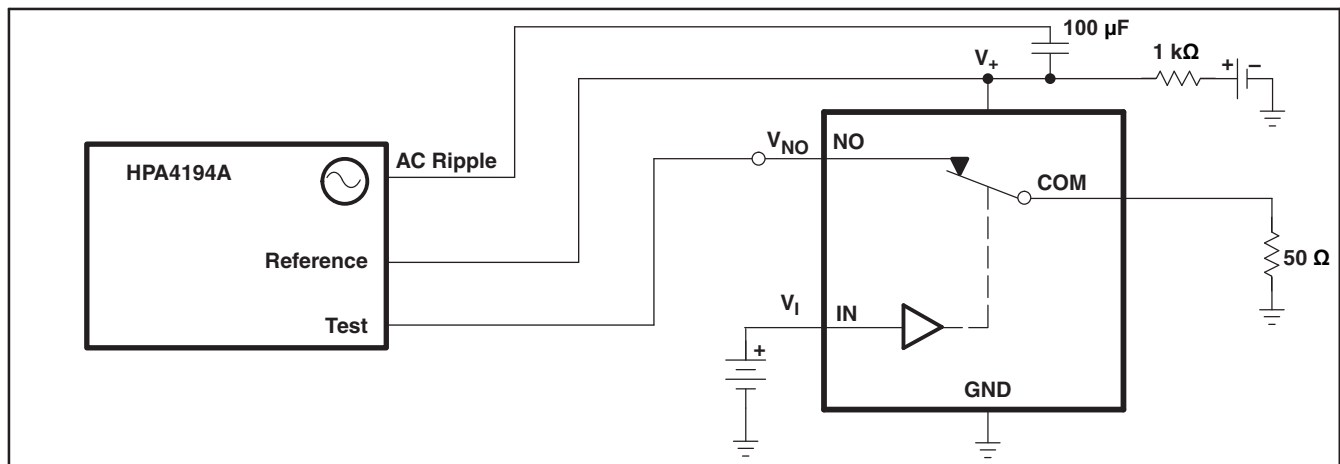 100 µF
V+
1 kΩ
+
−
HPA4194A
AC Ripple
VNO
NO
COM
Reference
50 Ω
Test
VI
IN
+
GND